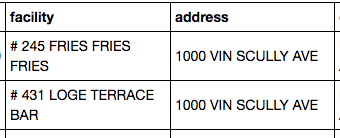 facility address
# 245 FRIES FRIES
FRIES
1000 VIN SCULLY AVE
# 431 LOGE TERRACE
BAR
1000 VIN SCULLY AVE